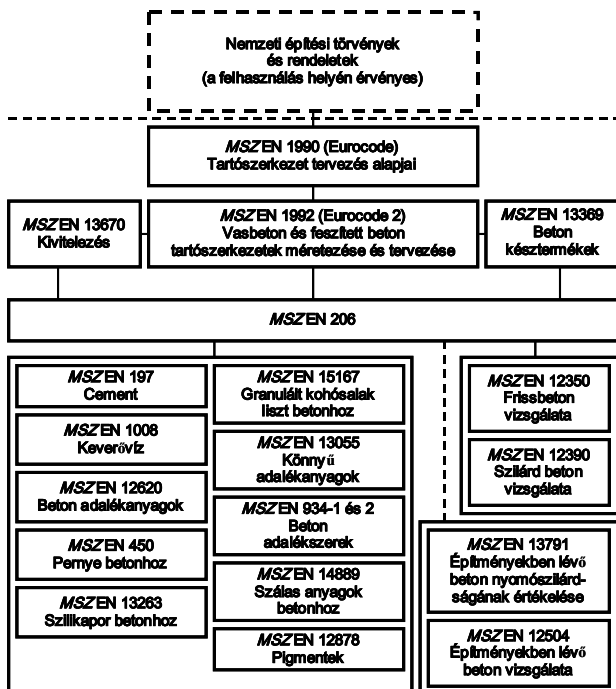 Nemzeti építési törvények
és rendeletek
(a felhasználás helyén érvényes)
MSZ EN 1990 (Eurocode)
Tartószerkezet tervezés alapjai
MSZ EN 13670
Kivitelezés
MSZ EN 1992 (Eurocode 2)
Vasbeton és feszített beton
tartószerkezetek méretezése és tervezése
MSZ EN 13369
Beton
késztermékek
MSZ EN 206
MSZ EN 197
Cement
MSZ EN 1008
Keverővíz
MSZ EN 12620
Beton adalékanyagok
MSZ EN 450
Pernye betonhoz
MSZ EN 13263
Szilikapor betonhoz
MSZ EN 15167
Granulált kohósalak
liszt betonhoz
MSZ EN 13055
Könnyű
adalékanyagok
MSZ EN 934-1 és 2
Beton
adalékszerek
MSZ EN 14889
Szálas anyagok
betonhoz
MSZ EN 12878
Pigmentek
MSZ EN 12350
Frissbeton
vizsgálata
MSZ EN 12390
Szilárd beton
vizsgálata
MSZ EN 13791
Építményekben lévő
beton nyomószilárd-
ságának értékelése
MSZ EN 12504
Építményekben lévő
beton vizsgálata